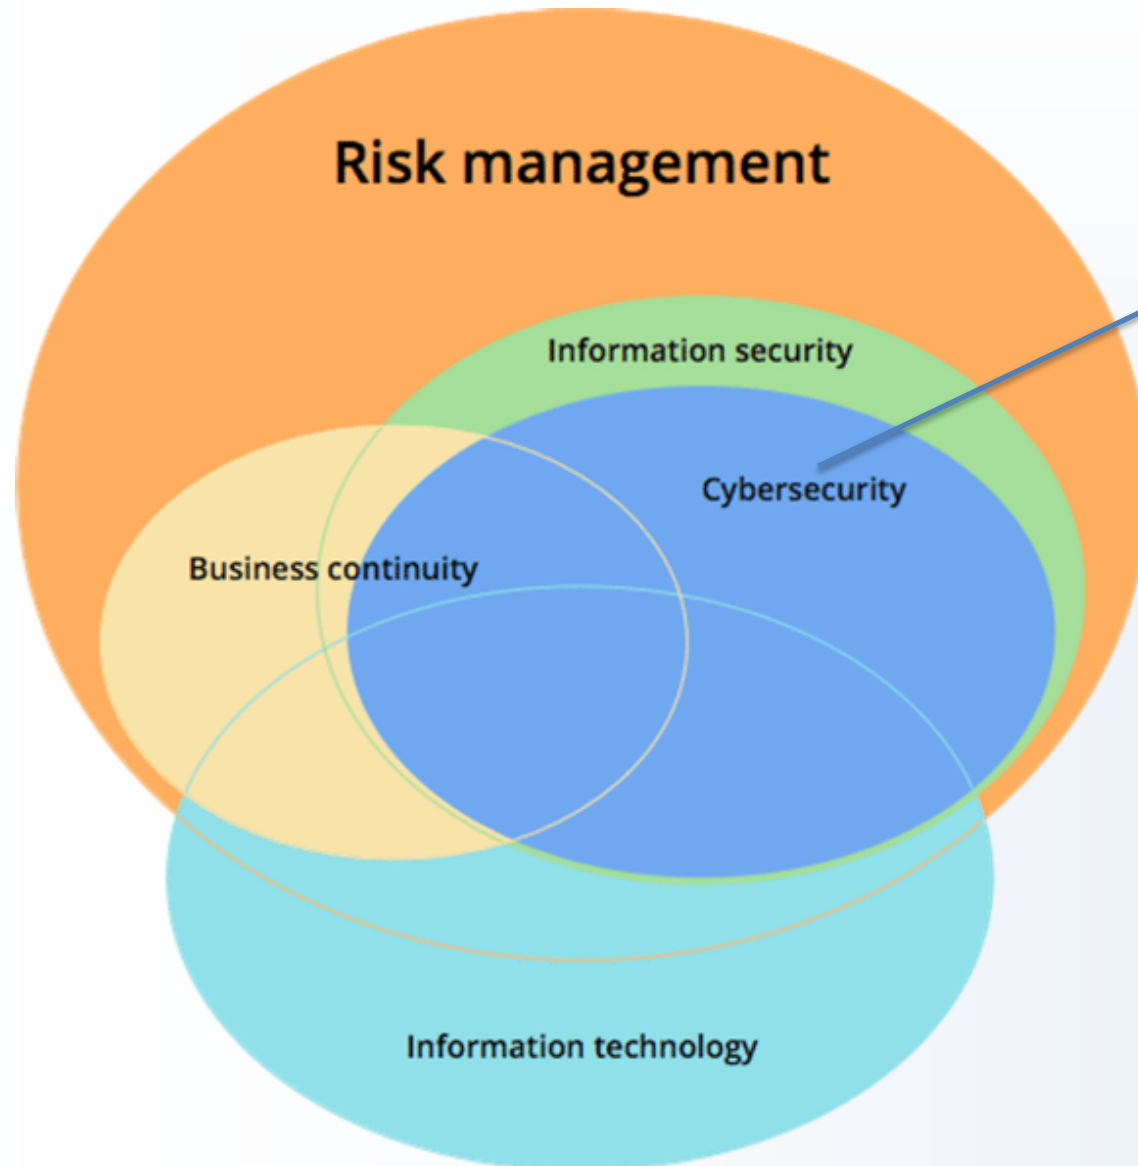 Risk management
Information security
Cybersecurity
Business continuity
Information technology